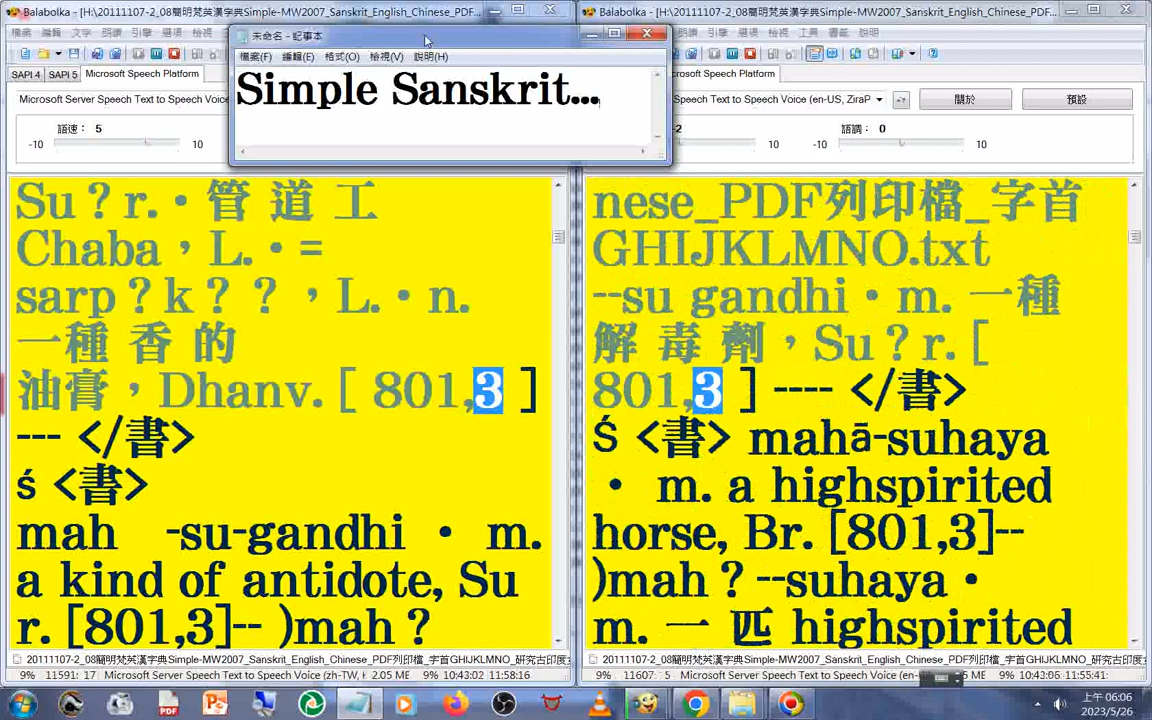 Balabolka - [H:\20111107-2_08簡明梵英漢字典Simple-MW2007_Sanskrit_English_Chinese_PDF...
Balabolka - [H:\20111107-2_08簡明梵英漢字典Simple-MW2007_Sanskrit_English_Chinese_PDF...
未命名 - 記事本
檔案(F) 編輯(E) 格式(O) 檢視(V) 說明(H)
Simple Sanskrit...
SAPI 4 SAPI 5 Microsoft Speech Platform
Microsoft Server Speech Text to Speech Voice
Speech Text to Speech Voice (en-US, ZiraP
關於 預設
語速： 5
-10 10
-2 語調： 0
10 -10 10
Su？r.・管 道 工
Chaba，L.・=
sarp？k？？，L.・n.
一種 香 的
油膏，Dhanv. [ 801,3 ]
--- </書>
ś <書>
mah -su-gandhi • m.
a kind of antidote, Su
r. [801,3]-- )mah？
nese_PDF列印檔_字首
GHIJKLMNO.txt
--su gandhi・m. 一種
解 毒 劑，Su？r. [
801,3 ] ---- </書>
Ś <書> mahā-suhaya
• m. a highspirited
horse, Br. [801,3]--
)mah？--suhaya・
m. 一 匹 highspirited
20111107-2_08簡明梵英漢字典Simple-MW2007_Sanskrit_English_Chinese_PDF列印檔_字首GHIJKLMNO_研究古印度
20111107-2_08簡明梵英漢字典Simple-MW2007_Sanskrit_English_Chinese_PDF列印檔_字首GHIJKLMNO_研究古印度
9% 11591: 17 Microsoft Server Speech Text to Speech Voice (zh-TW, 2.05 ME 9% 10:43:02 11:58:16
9% 11607: 5 Microsoft Server Speech Text to Speech Voice ME 9% 10:43:06 11:55:41
上午 06:06
2023/5/26